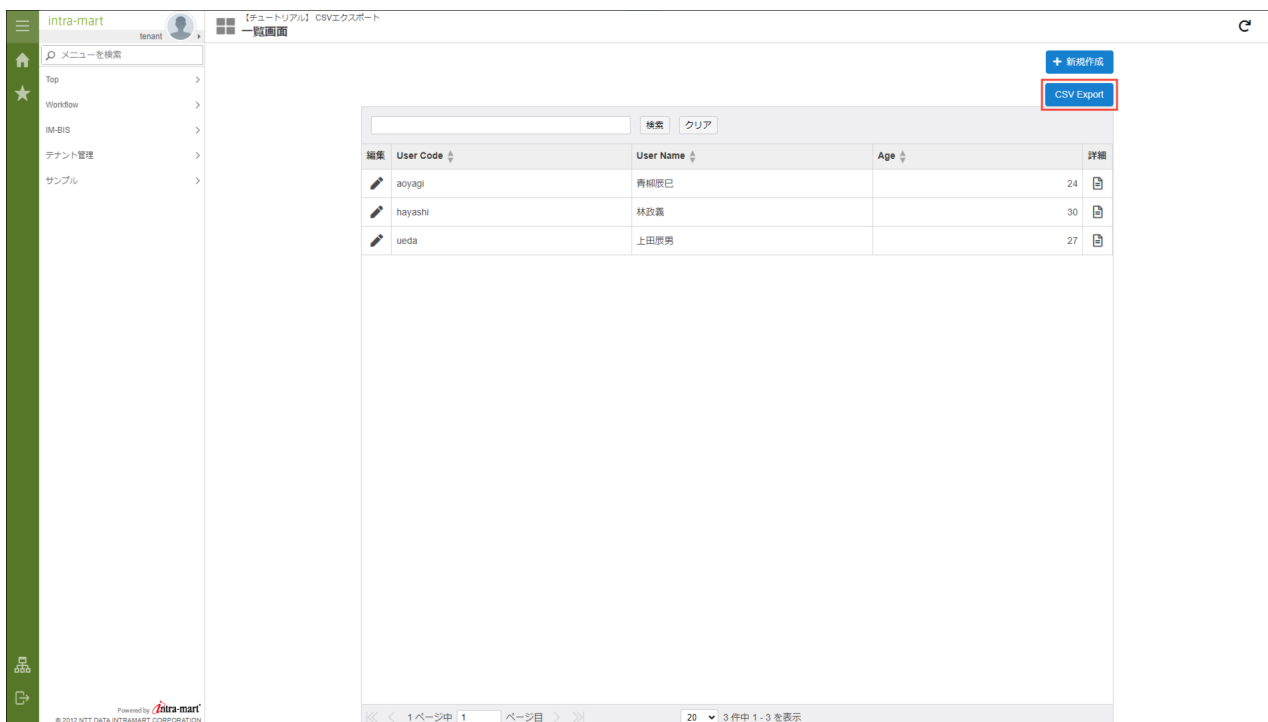 intra-mart
tenant
メニューを検索
Top
Workflow
IM-BIS
テナント管理
サンプル
Powered by intra-mart
© 2012 NTT DATA INTRAMART CORPORATION
【チュートリアル】 CSVエクスポート
一覧画面
新規作成
CSV Export
検索 クリア
編集 User Code User Name Age 詳細
aoyagi 青柳辰巳 24
hayashi 林政義 30
ueda 上田辰男 27
1 ページ中 1 ページ目 20 3 件中 1 - 3 を表示